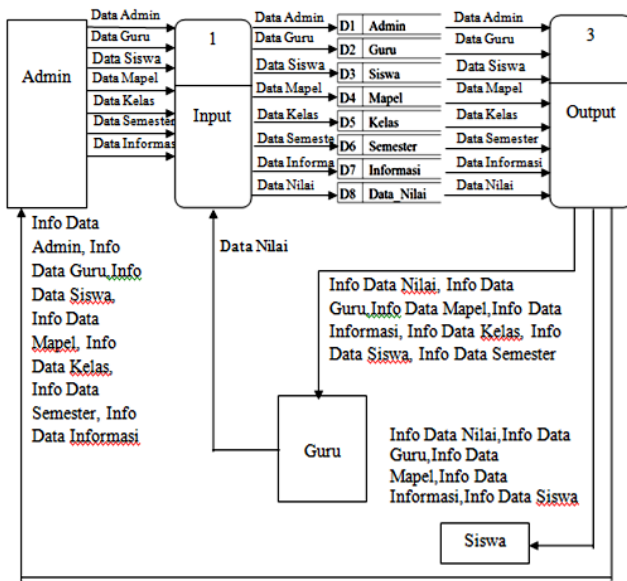 Admin
Data Admin
Data Guru
Data Siswa
Data Mapel
Data Kelas
Data Semester
Data Informas
1
Input
Data Admin
Data Guru
Data Siswa
Data Mapel
Data Kelas
Data Semeste
Data Informa
Data Nilai
D1 Admin
D2 Guru
D3 Siswa
D4 Mapel
D5 Kelas
D6 Semester
D7 Informasi
D8 Data_Nilai
Data Admin
Data Guru
Data Siswa
Data Mapel
Data Kelas
Data Semester
Data Informasi
Data Nilai
3
Output
Info Data
Admin, Info
Data Guru,Info
Data Siswa,
Info Data
Mapel, Info
Data Kelas,
Info Data
Semester, Info
Data Informasi
Data Nilai
Info Data Nilai, Info Data
Guru,Info Data Mapel,Info Data
Informasi, Info Data Kelas, Info
Data Siswa, Info Data Semester
Guru
Info Data Nilai,Info Data
Guru,Info Data
Mapel,Info Data
Informasi,Info Data Siswa
Siswa